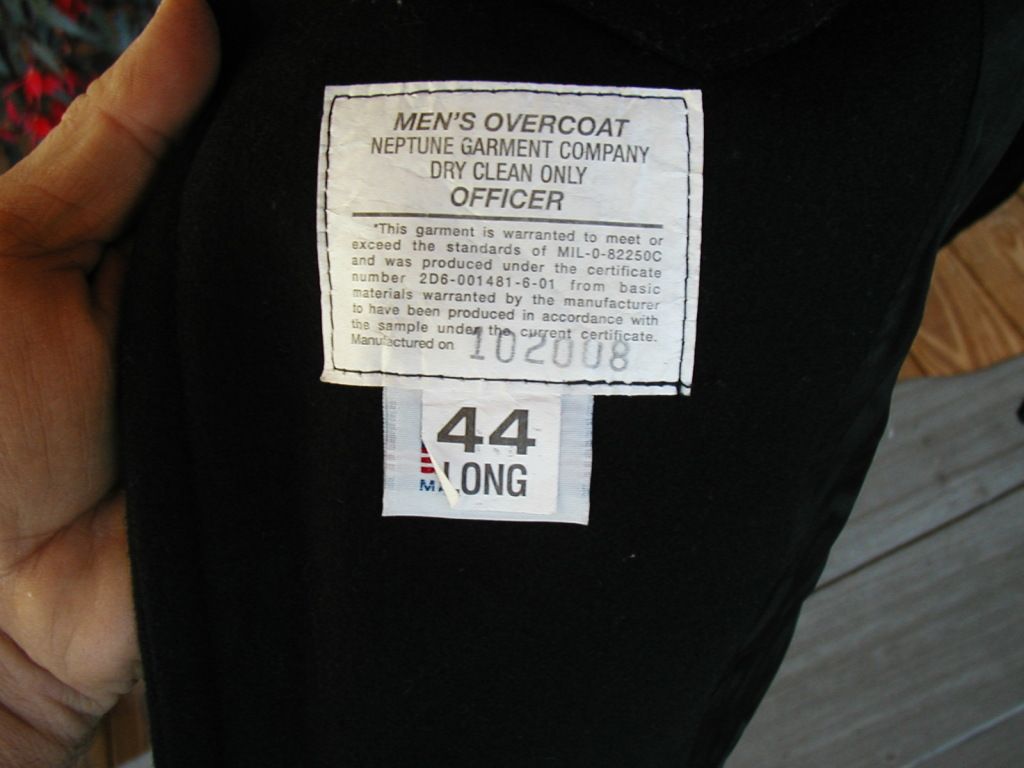 MEN'S OVERCOAT
NEPTUNE GARMENT COMPANY
DRY CLEAN ONLY
OFFICER
"This garment is warranted to meet or
exceed the standards of MIL-O-82250C
and was produced under the certificate
number 2D6-001481-6-01 from basic
materials warranted by the manufacturer
to have been produced in accordance with
the sample under the current certificate.
Manufactured on 102008
44
LONG